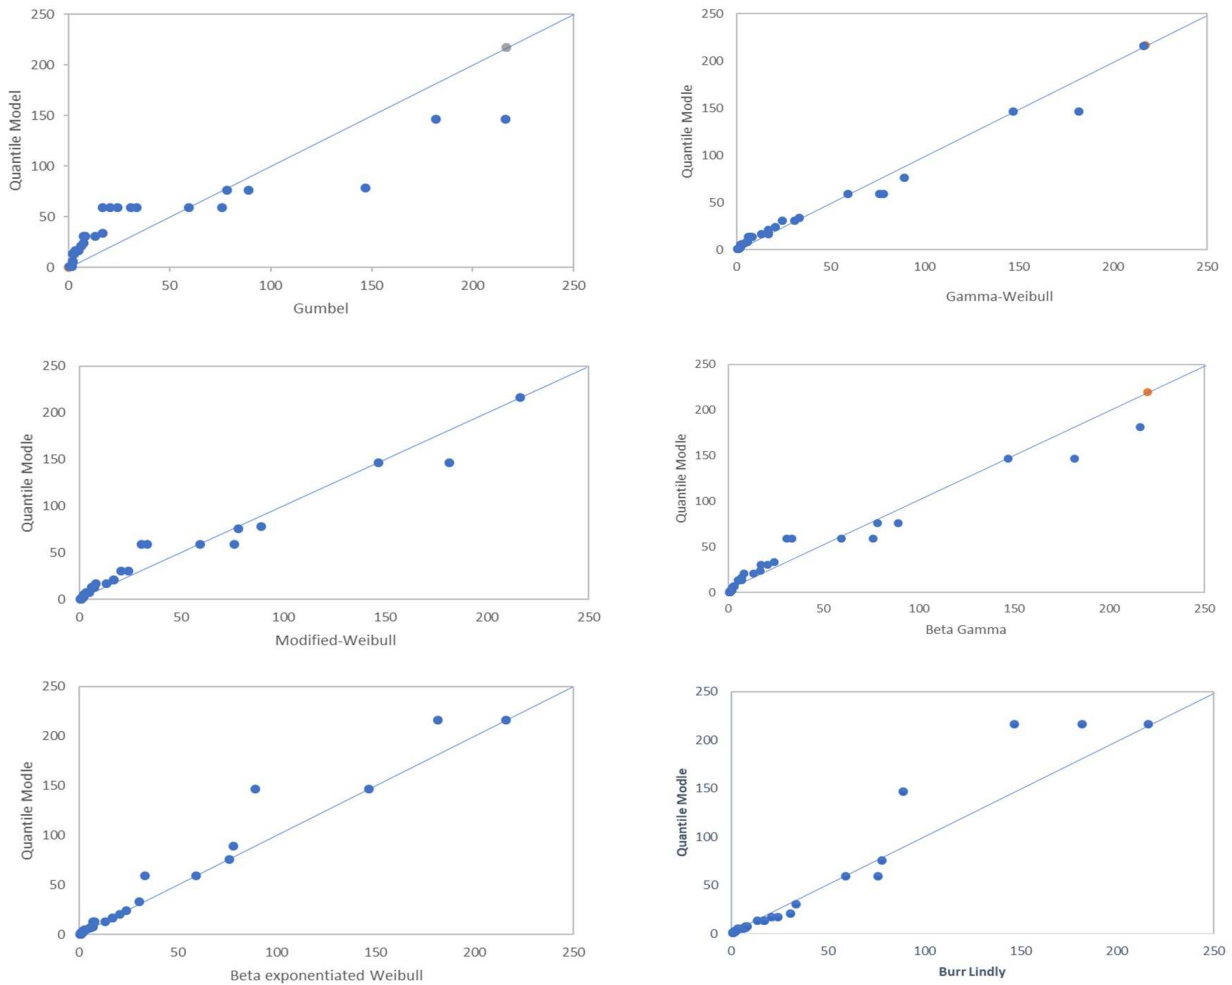 250
200
150
100
50
0
Quantile Model
0 50 100 150 200 250
Gumbel
250
200
150
100
50
0
Quantile Modle
0 50 100 150 200 250
Gamma-Weibull
250
200
150
100
50
0
Quantile Modle
0 50 100 150 200 250
Modified-Weibull
250
200
150
100
50
0
Quantile Modle
0 50 100 150 200 250
Beta Gamma
250
200
150
100
50
0
Quantile Modle
0 50 100 150 200 250
Beta exponentiated Weibull
250
200
150
100
50
0
Quantile Modle
0 50 100 150 200 250
Burr Lindly